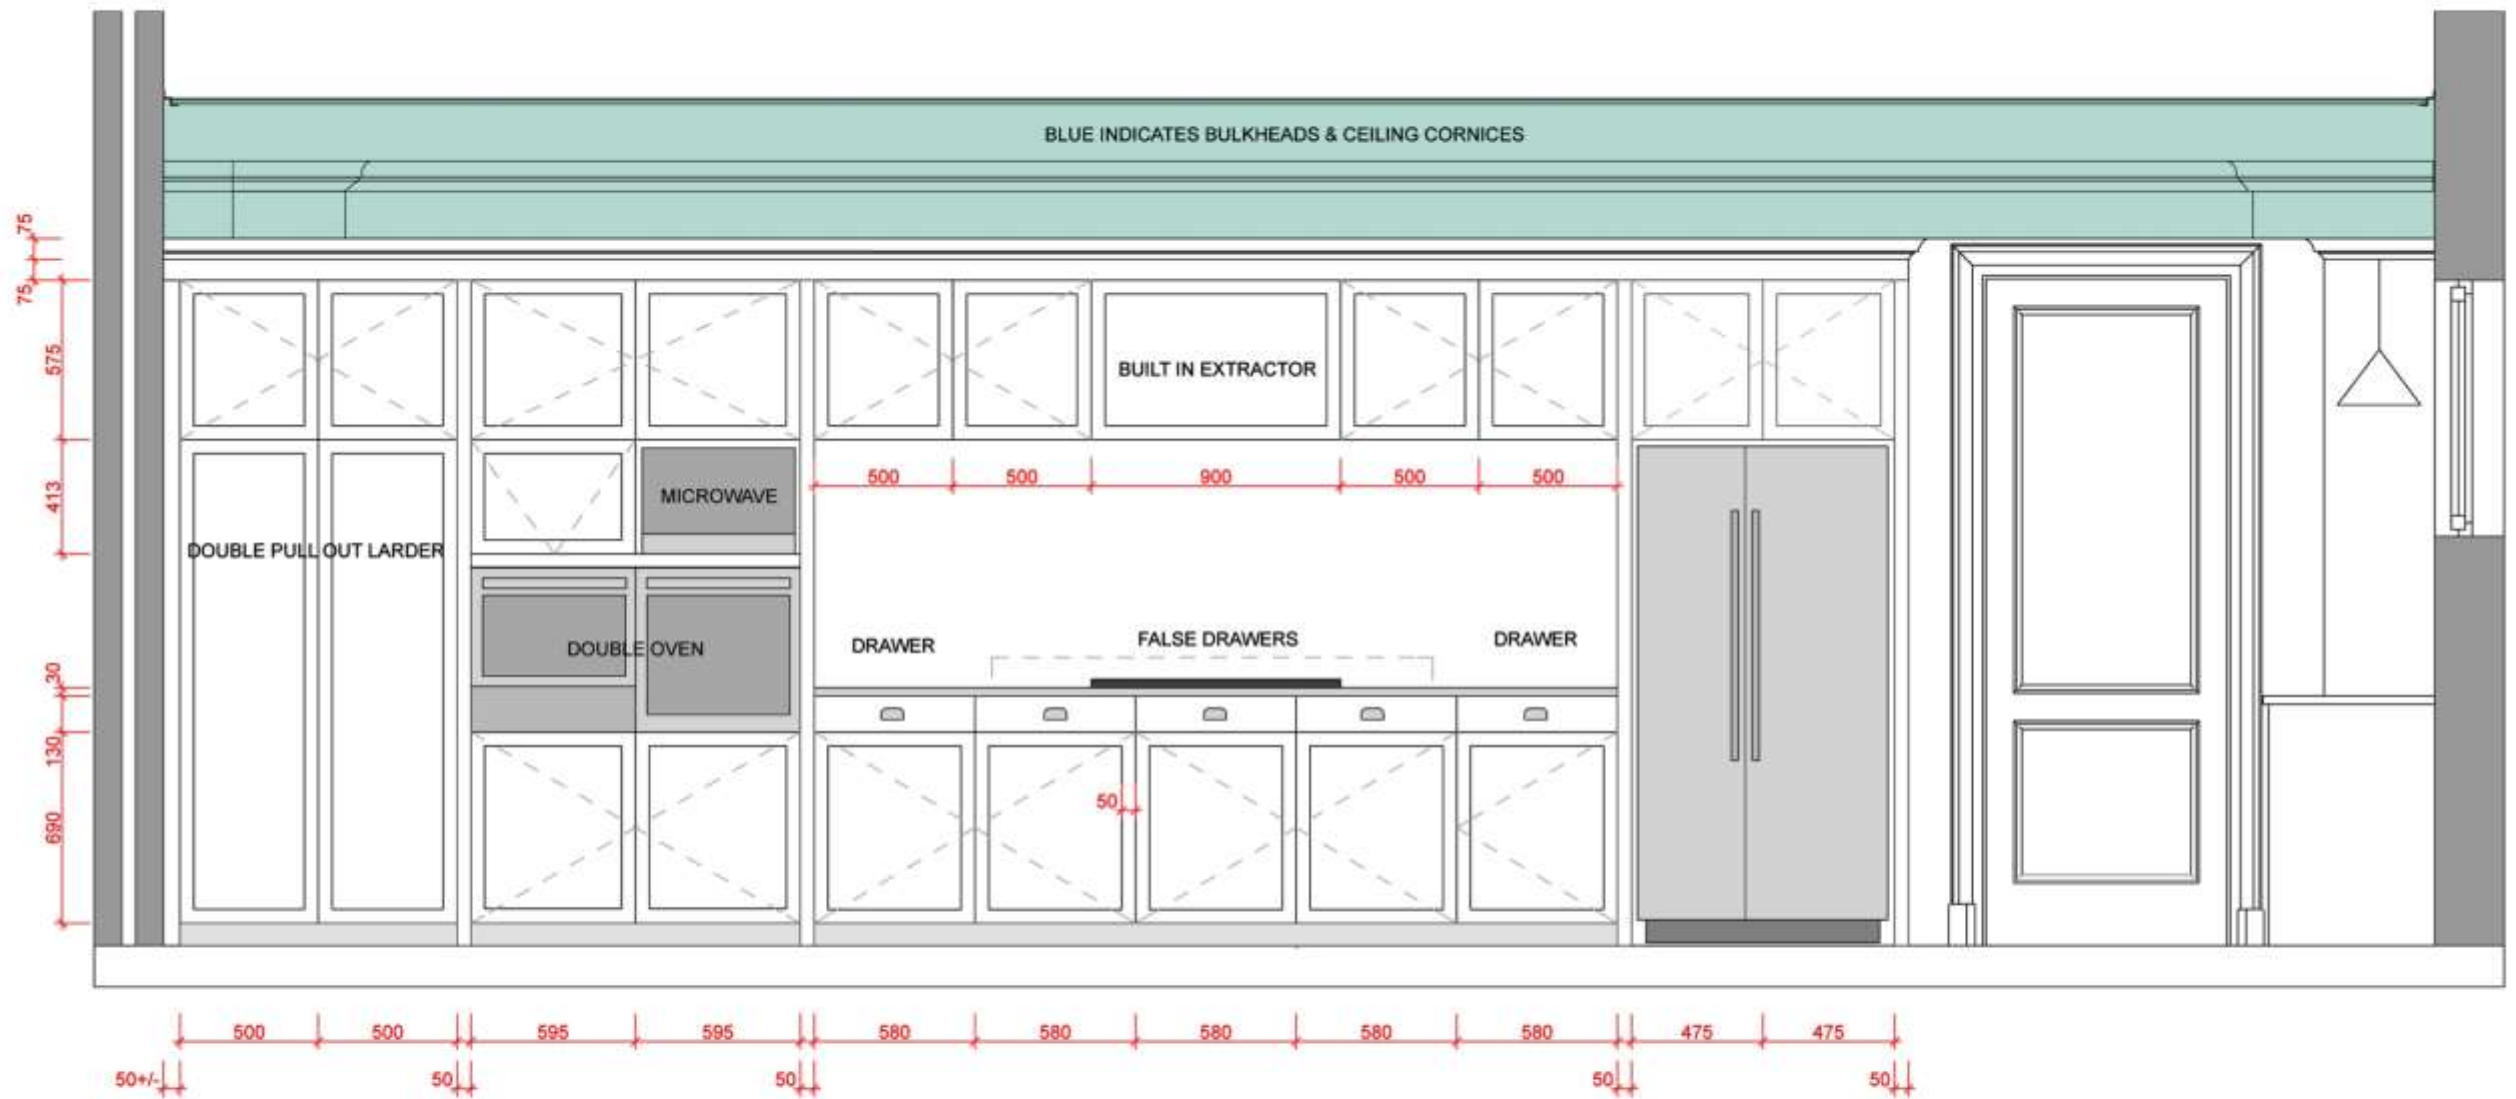 BLUE INDICATES BULKHEADS & CEILING CORNICES
75
75
575
413
30
130
690
BUILT IN EXTRACTOR
500 500 900 500 500
MICROWAVE
DOUBLE PULL OUT LARDER
DOUBLE OVEN
DRAWER
FALSE DRAWERS
DRAWER
50
500 500 595 595 580 580 580 580 580 475 475
50+/- 50 50 50 50